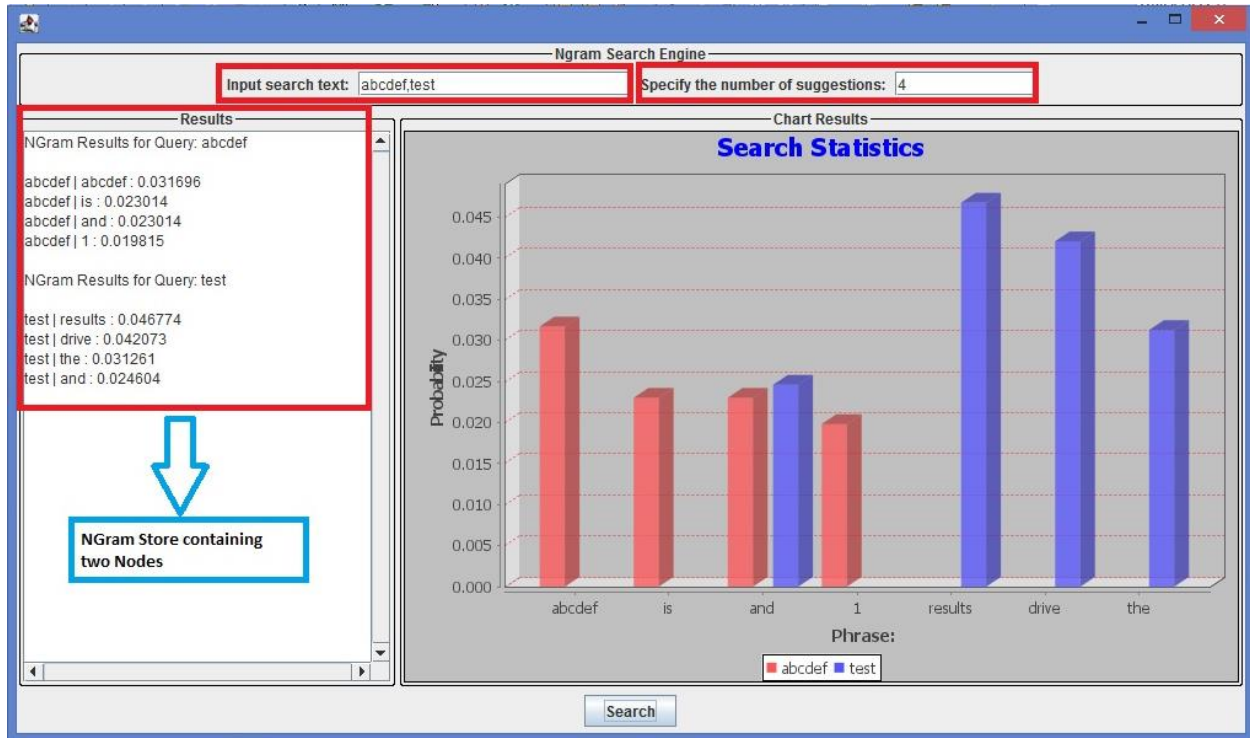 Ngram Search Engine
Input search text: abcdef,test
Specify the number of suggestions: 4
Results
NGram Results for Query: abcdef
abcdef | abcdef : 0.031696
abcdef | is : 0.023014
abcdef | and : 0.023014
abcdef | 1 : 0.019815
NGram Results for Query: test
test | results : 0.046774
test | drive : 0.042073
test | the : 0.031261
test | and : 0.024604
NGram Store containing
two Nodes
Chart Results
Search Statistics
Probability
0.045
0.040
0.035
0.030
0.025
0.020
0.015
0.010
0.005
0.000
abcdef is and 1 results drive the
Phrase:
abcdef test
Search